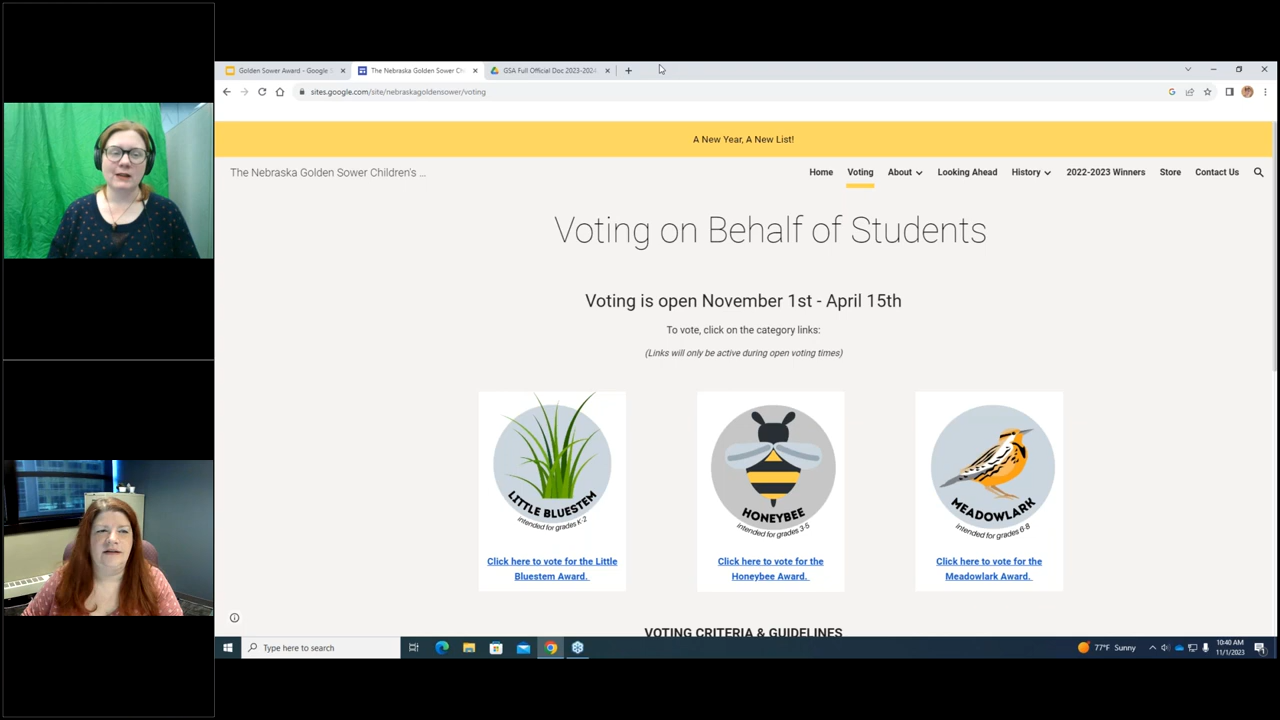 Golden Sower Award - Google S
The Nebraska Golden Sower Ch
GSA Full Official Doc 2023-2024
sites.google.com/site/nebraskagoldensower/voting
A New Year, A New List!
The Nebraska Golden Sower Children's ...
Home
Voting
About
Looking Ahead
History
2022-2023 Winners
Store
Contact Us
Voting on Behalf of Students
Voting is open November 1st - April 15th
To vote, click on the category links:
(Links will only be active during open voting times)
LITTLE BLUESTEM
intended for grades K-2
HONEYBEE
intended for grades 3-5
MEADOWLARK
intended for grades 6-8
Click here to vote for the Little
Bluestem Award.
Click here to vote for the
Honeybee Award.
Click here to vote for the
Meadowlark Award.
VOTING CRITERIA & GUIDELINES
Type here to search
77°F Sunny
10:40 AM
11/1/2023